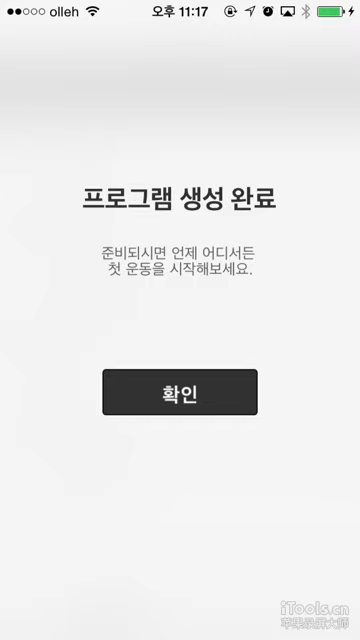 olleh 오후 11:17
프로그램 생성 완료
준비되시면 언제 어디서든
첫 운동을 시작해보세요.
확인
iTools.cn
苹果录屏大师